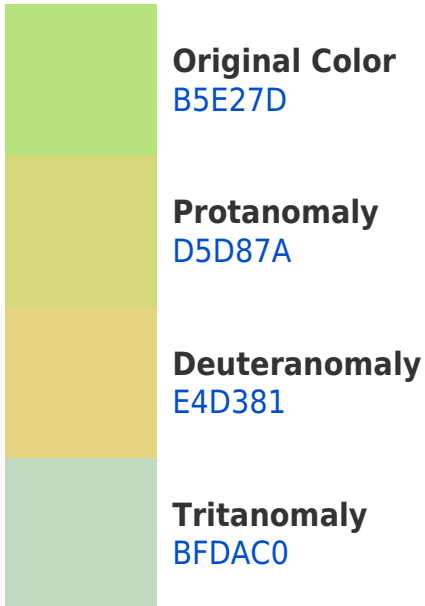 Original Color
B5E27D
Protanomaly
D5D87A
Deuteranomaly
E4D381
Tritanomaly
BFDAC0